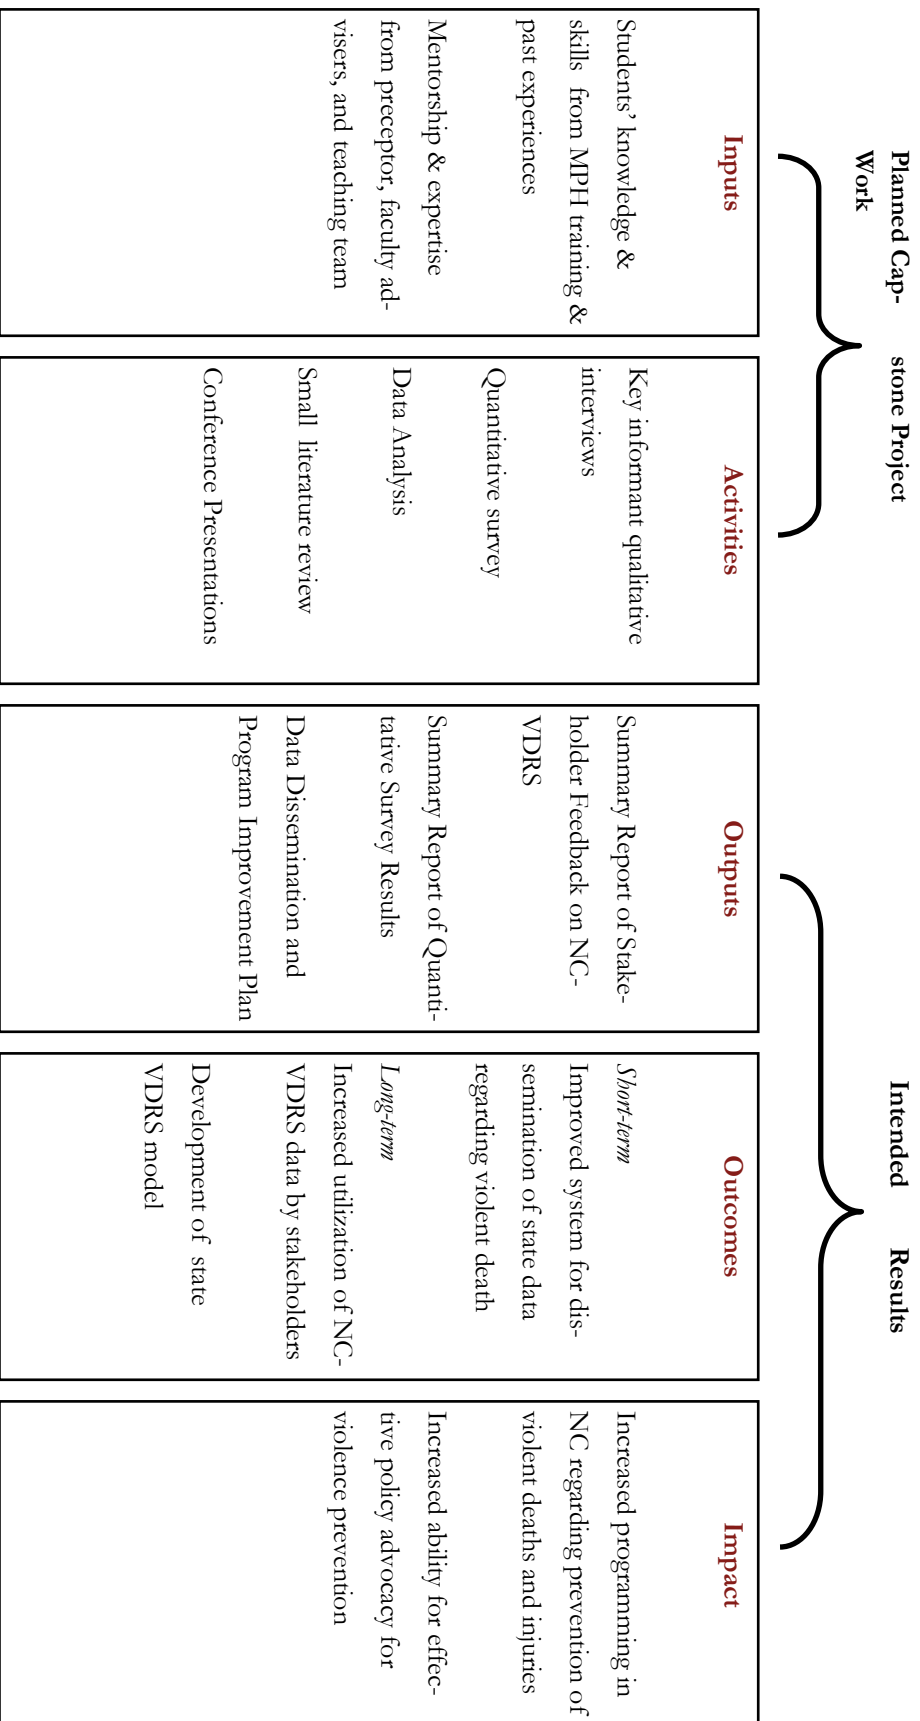 Planned Cap-
Work
stone Project
Intended
Results
Inputs
Students’ knowledge &
skills from MPH training &
past experiences
Mentorship & expertise
from preceptor, faculty ad-
visers, and teaching team
Activities
Key informant qualitative
interviews
Quantitative survey
Data Analysis
Small literature review
Conference Presentations
Outputs
Summary Report of Stake-
holder Feedback on NC-
VDRS
Summary Report of Quanti-
tative Survey Results
Data Dissemination and
Program Improvement Plan
Outcomes
Short-term
Improved system for dis-
semination of state data
regarding violent death
Long-term
Increased utilization of NC-
VDRS data by stakeholders
Development of state
VDRS model
Impact
Increased programming in
NC regarding prevention of
violent deaths and injuries
Increased ability for effec-
tive policy advocacy for
violence prevention